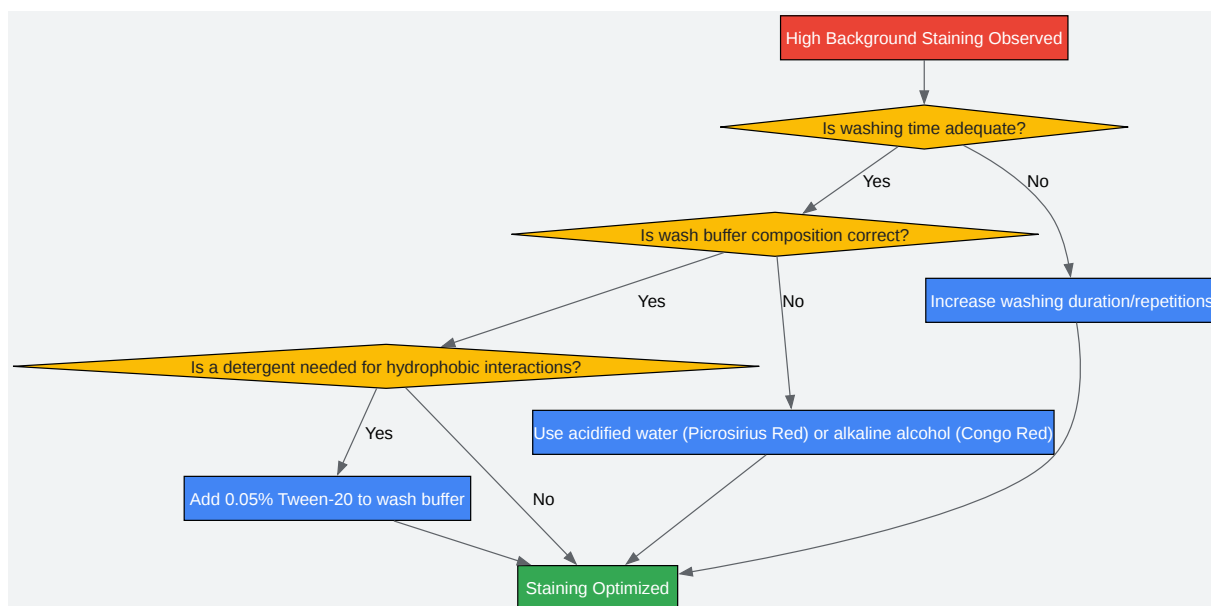 High Background Staining Observed
Is washing time adequate?
Yes
No
Is wash buffer composition correct?
Increase washing duration/repetitions
Yes
No
Is a detergent needed for hydrophobic interactions?
Use acidified water (Picrosirius Red) or alkaline alcohol (Congo Red)
Yes
Add 0.05% Tween-20 to wash buffer
No
Staining Optimized